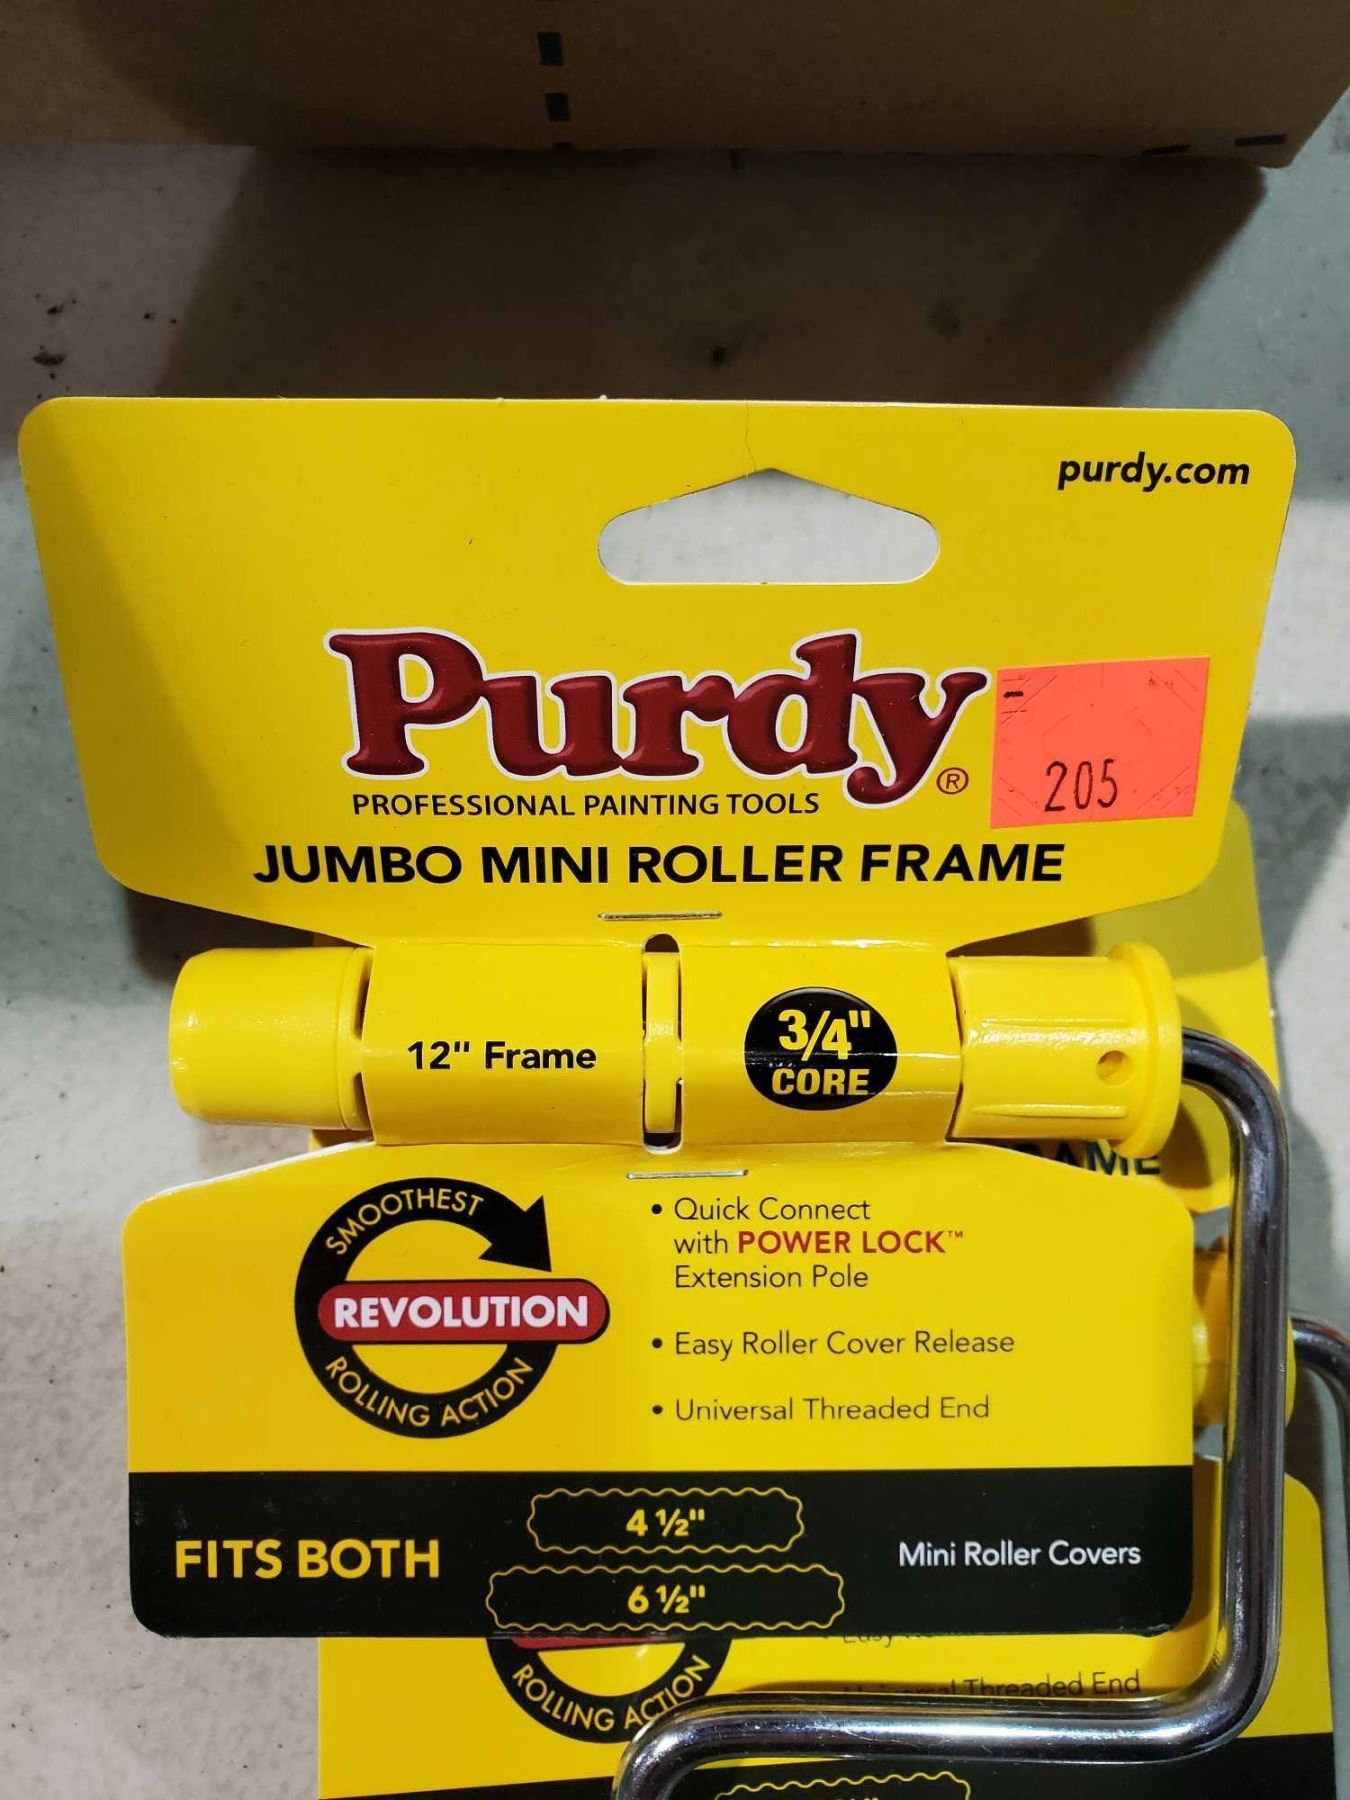 purdy.com
Purdy®
PROFESSIONAL PAINTING TOOLS
205
JUMBO MINI ROLLER FRAME
12" Frame
3/4"
CORE
SMOOTHEST
REVOLUTION
ROLLING ACTION
• Quick Connect
with POWER LOCK™
Extension Pole
• Easy Roller Cover Release
• Universal Threaded End
FITS BOTH
4 ½"
6 ½"
Mini Roller Covers
ROLLING ACTION
Threaded End